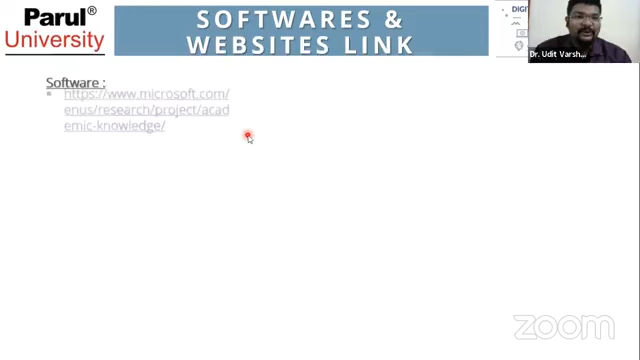 Parul®
University
SOFTWARES &
WEBSITES LINK
DIGI
Dr. Udit Varsh...
Software :
https://www.microsoft.com/
enus/research/project/acad
emic-knowledge/
zoom